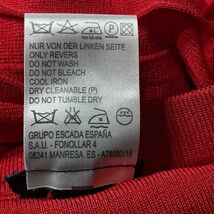 NUR VON DER LINKEN SEITE
ONLY REVERS
DO NOT WASH
DO NOT BLEACH
COOL IRON
DRY CLEANABLE (P)
DO NOT TUMBLE DRY
GRUPO ESCADA ESPAÑA
S.A.U. - FONOLLAR 4
08241 MANRESA ES - A78950118